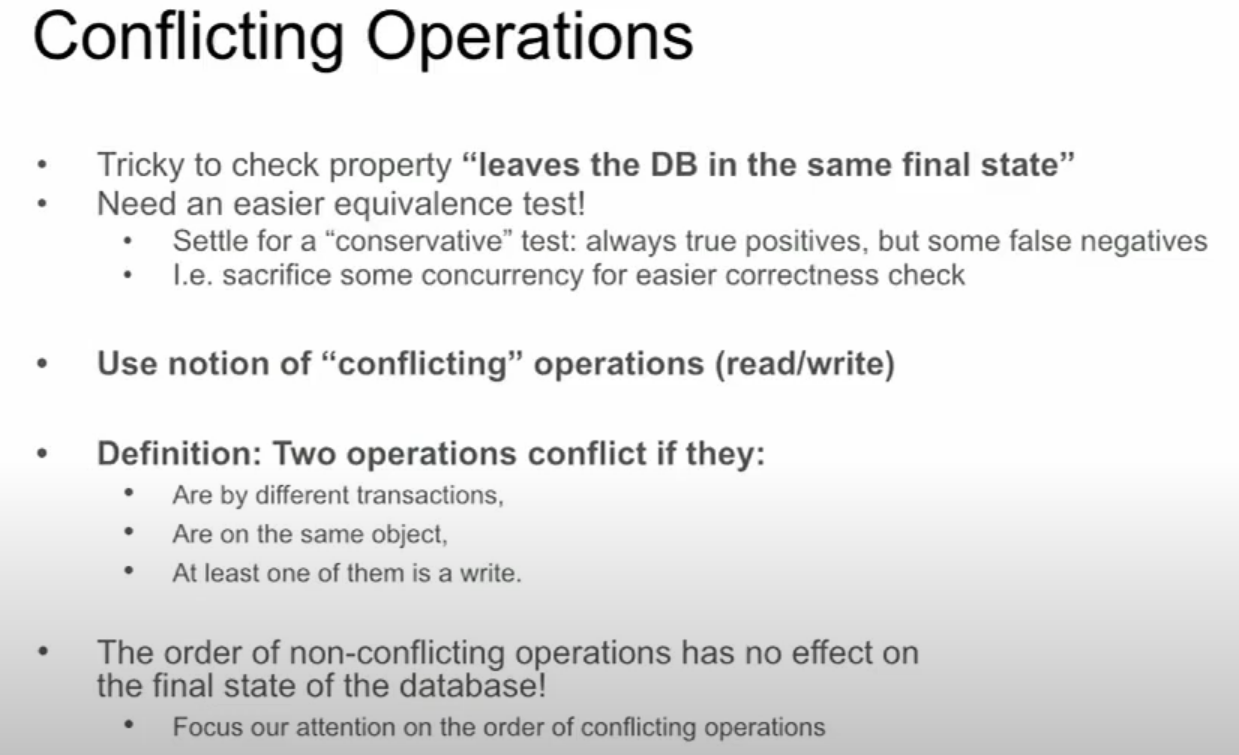 Conflicting Operations
• Tricky to check property “leaves the DB in the same final state”
• Need an easier equivalence test!
• Settle for a “conservative” test: always true positives, but some false negatives
• I.e. sacrifice some concurrency for easier correctness check
• Use notion of “conflicting” operations (read/write)
• Definition: Two operations conflict if they:
• Are by different transactions,
• Are on the same object,
• At least one of them is a write.
• The order of non-conflicting operations has no effect on
the final state of the database!
• Focus our attention on the order of conflicting operations